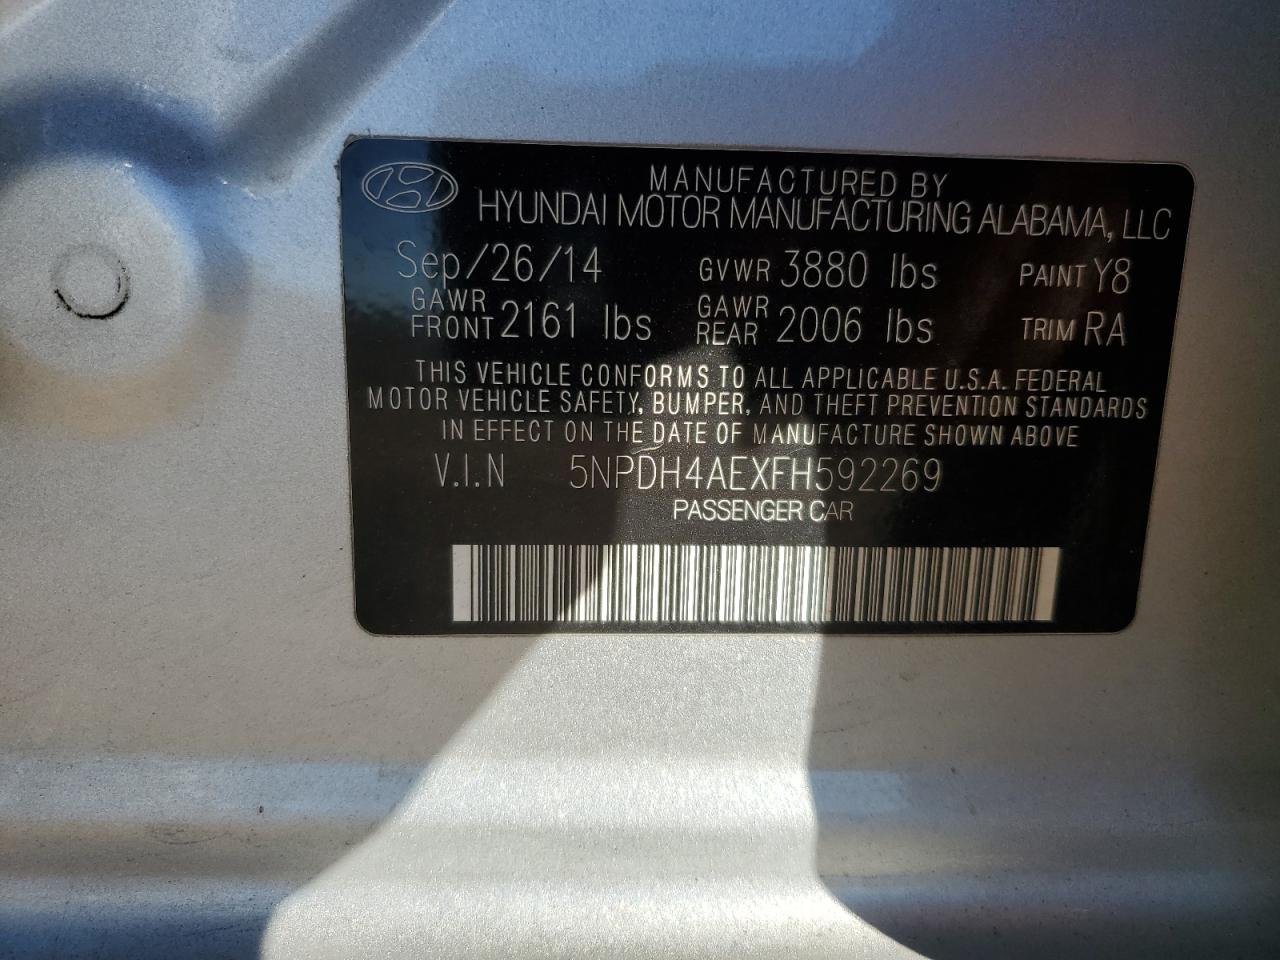 MANUFACTURED BY
HYUNDAI MOTOR MANUFACTURING ALABAMA, LLC
Sep/26/14 GVWR 3880 lbs PAINT Y8
GAWR FRONT 2161 lbs GAWR REAR 2006 lbs TRIM RA
THIS VEHICLE CONFORMS TO ALL APPLICABLE U.S.A. FEDERAL
MOTOR VEHICLE SAFETY, BUMPER, AND THEFT PREVENTION STANDARDS
IN EFFECT ON THE DATE OF MANUFACTURE SHOWN ABOVE
V.I.N 5NPDH4AEXFH592269
PASSENGER CAR